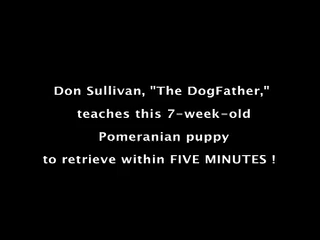 Don Sullivan, "The DogFather,"
teaches this 7-week-old
Pomeranian puppy
to retrieve within FIVE MINUTES !